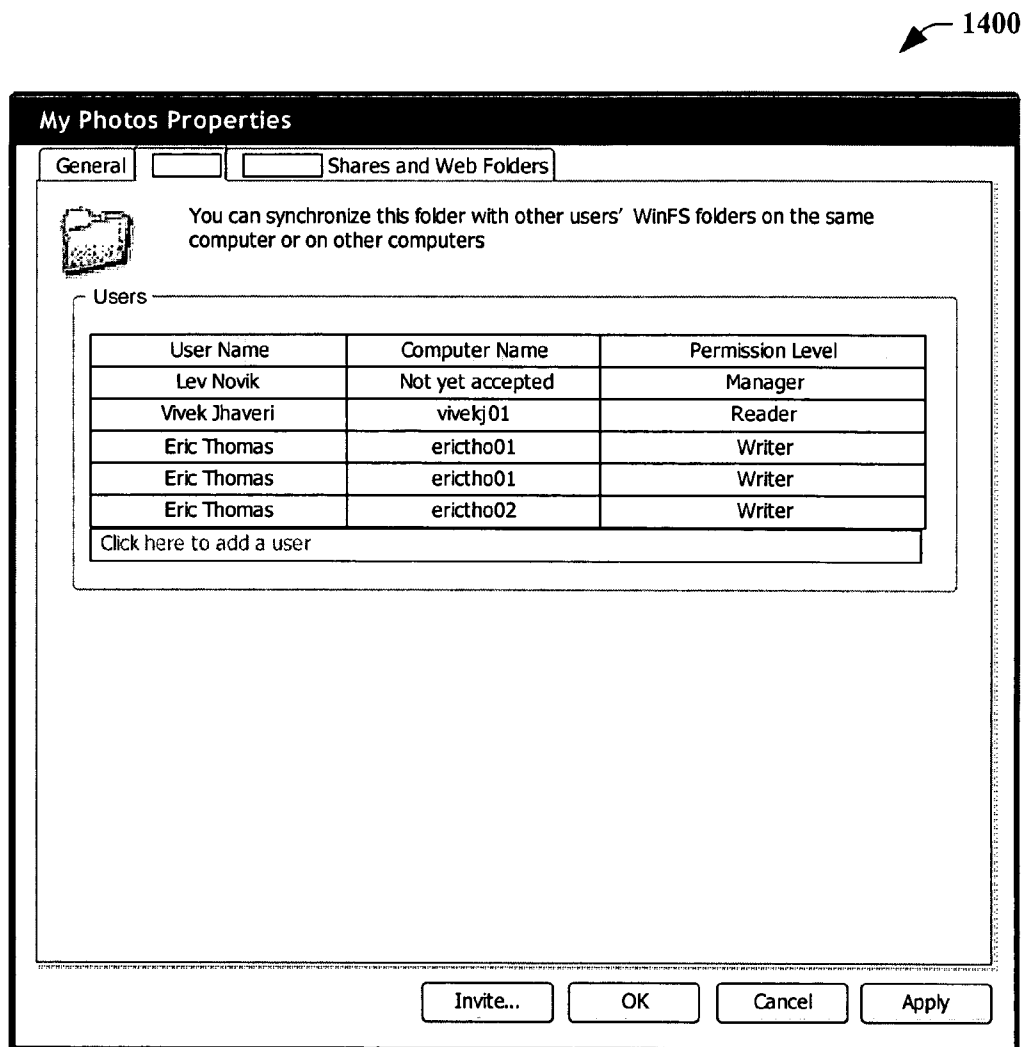 1400
My Photos Properties
General Shares and Web Folders
You can synchronize this folder with other users' WinFS folders on the same
computer or on other computers
Users
User Name Computer Name Permission Level
Lev Novik Not yet accepted Manager
Vivek Jhaveri vivekj01 Reader
Eric Thomas erictho01 Writer
Eric Thomas erictho01 Writer
Eric Thomas erictho02 Writer
Click here to add a user
Invite... OK Cancel Apply